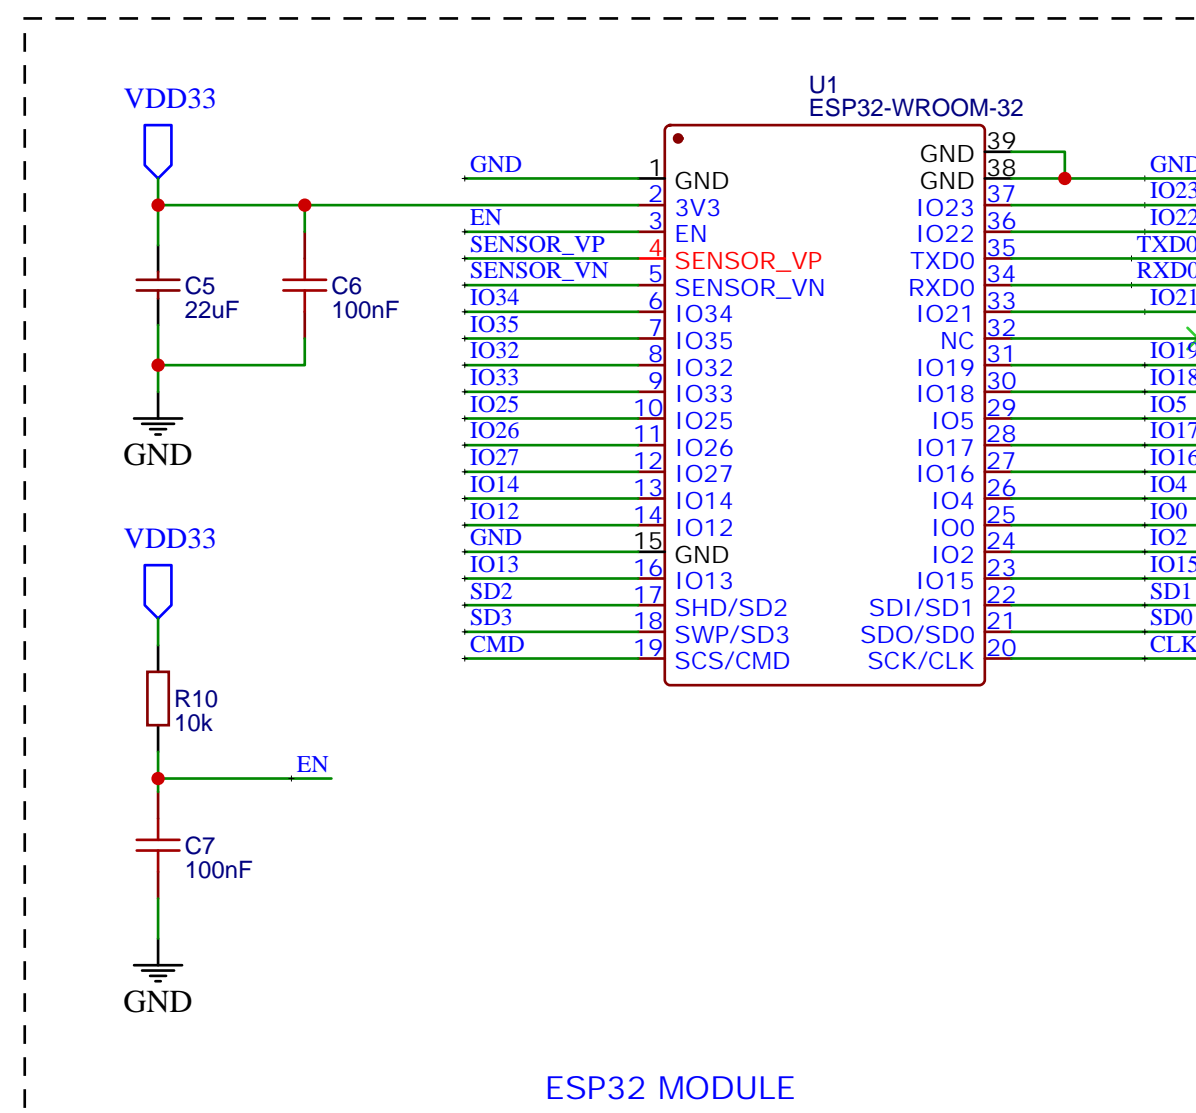 VDD33
C5
22uF
C6
100nF
GND
VDD33
R10
10k
EN
C7
100nF
GND
U1
ESP32-WROOM-32
GND 1 GND
2 3V3
EN 3 EN
SENSOR_VP 4 SENSOR_VP
SENSOR_VN 5 SENSOR_VN
IO34 6 IO34
IO35 7 IO35
IO32 8 IO32
IO33 9 IO33
IO25 10 IO25
IO26 11 IO26
IO27 12 IO27
IO14 13 IO14
IO12 14 IO12
GND 15 GND
IO13 16 IO13
SD2 17 SHD/SD2
SD3 18 SWP/SD3
CMD 19 SCS/CMD
GND 39
GND 38 GND
IO23 37 IO23
IO22 36 IO22
TXD0 35 TXD0
RXD0 34 RXD0
IO21 33 IO21
NC 32
IO19 31 IO19
IO18 30 IO18
IO5 29 IO5
IO17 28 IO17
IO16 27 IO16
IO4 26 IO4
IO0 25 IO0
IO2 24 IO2
IO15 23 IO15
SDI/SD1 22 SD1
SDO/SD0 21 SD0
SCK/CLK 20 CLK
ESP32 MODULE